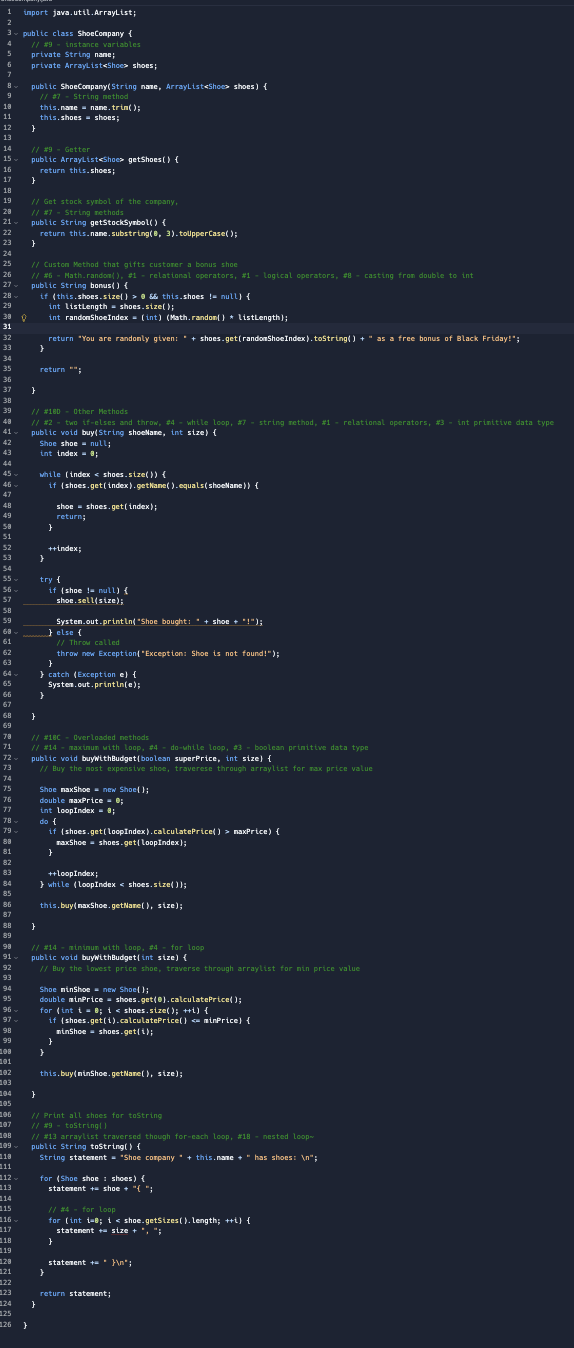 1 import java.util.ArrayList;
2
3 public class ShoeCompany {
4 // #9 - instance variables
5 private String name;
6 private ArrayList<Shoe> shoes;
7
8 public ShoeCompany(String name, ArrayList<Shoe> shoes) {
9 // #7 - String method
10 this.name = name.trim();
11 this.shoes = shoes;
12 }
13
14 // #9 - Getter
15 public ArrayList<Shoe> getShoes() {
16 return this.shoes;
17 }
18
19 // Get stock symbol of the company,
20 // #7 - String methods
21 public String getStockSymbol() {
22 return this.name.substring(0, 3).toUpperCase();
23 }
24
25 // Custom Method that gifts customer a bonus shoe
26 // #6 - Math.random(), #1 - relational operators, #1 - logical operators, #8 - casting from double to int
27 public String bonus() {
28 if (this.shoes.size() > 0 && this.shoes != null) {
29 int listLength = shoes.size();
30 int randomShoeIndex = (int) (Math.random() * listLength);
31
32 return "You are randomly given: " + shoes.get(randomShoeIndex).toString() + " as a free bonus of Black Friday!";
33 }
34
35 return "";
36
37 }
38
39 // #10D - Other Methods
40 // #2 - two if-elses and throw, #4 - while loop, #7 - string method, #1 - relational operators, #3 - int primitive data type
41 public void buy(String shoeName, int size) {
42 Shoe shoe = null;
43 int index = 0;
44
45 while (index < shoes.size()) {
46 if (shoes.get(index).getName().equals(shoeName)) {
47
48 shoe = shoes.get(index);
49 return;
50 }
51
52 ++index;
53 }
54
55 try {
56 if (shoe != null) {
57 shoe.sell(size);
58
59 System.out.println("Shoe bought: " + shoe + "!");
60 } else {
61 // Throw called
62 throw new Exception("Exception: Shoe is not found!");
63 }
64 } catch (Exception e) {
65 System.out.println(e);
66 }
67
68 }
69
70 // #10C - Overloaded methods
71 // #14 - maximum with loop, #4 - do-while loop, #3 - boolean primitive data type
72 public void buyWithBudget(boolean superPrice, int size) {
73 // Buy the most expensive shoe, traverese through arraylist for max price value
74
75 Shoe maxShoe = new Shoe();
76 double maxPrice = 0;
77 int loopIndex = 0;
78 do {
79 if (shoes.get(loopIndex).calculatePrice() > maxPrice) {
80 maxShoe = shoes.get(loopIndex);
81 }
82
83 ++loopIndex;
84 } while (loopIndex < shoes.size());
85
86 this.buy(maxShoe.getName(), size);
87
88 }
89
90 // #14 - minimum with loop, #4 - for loop
91 public void buyWithBudget(int size) {
92 // Buy the lowest price shoe, traverse through arraylist for min price value
93
94 Shoe minShoe = new Shoe();
95 double minPrice = shoes.get(0).calculatePrice();
96 for (int i = 0; i < shoes.size(); ++i) {
97 if (shoes.get(i).calculatePrice() <= minPrice) {
98 minShoe = shoes.get(i);
99 }
100 }
101
102 this.buy(minShoe.getName(), size);
103
104 }
105
106 // Print all shoes for toString
107 // #9 - toString()
108 // #13 arraylist traversed though for-each loop, #18 - nested loop~
109 public String toString() {
110 String statement = "Shoe company " + this.name + " has shoes: \n";
111
112 for (Shoe shoe : shoes) {
113 statement += shoe + "{ ";
114
115 // #4 - for loop
116 for (int i=0; i < shoe.getSizes().length; ++i) {
117 statement += size + ", ";
118 }
119
120 statement += " }\n";
121 }
122
123 return statement;
124 }
125
126 }